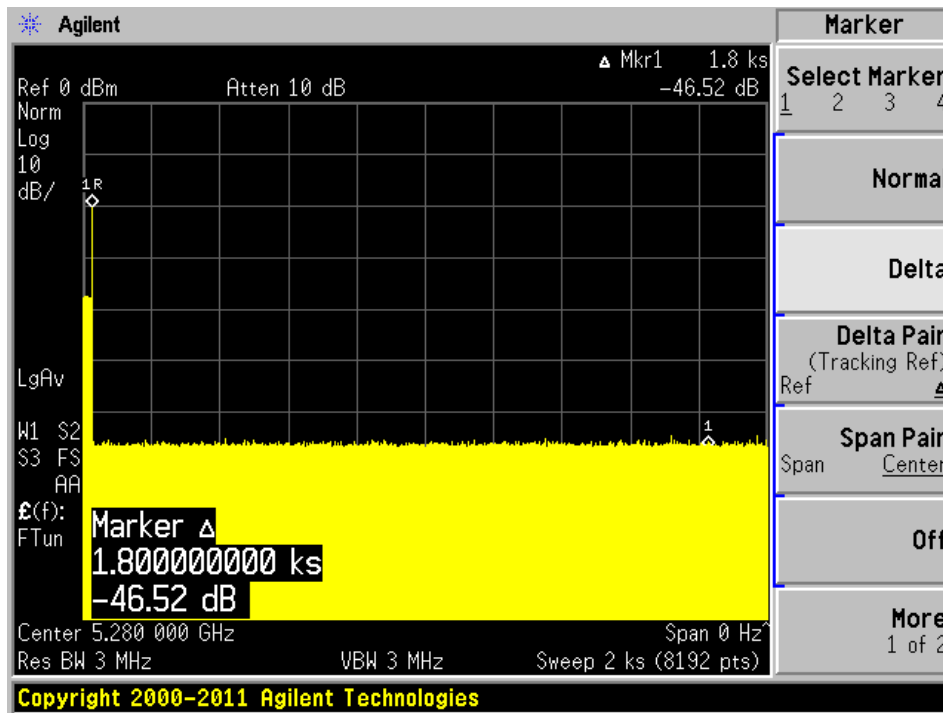 Agilent
Marker
Δ Mkr1 1.8 ks
Ref 0 dBm Atten 10 dB -46.52 dB
Norm
Log
10
dB/
1R
LgAv
W1 S2
S3 FS
AA
£(f):
FTun
1
Marker Δ
1.800000000 ks
-46.52 dB
Center 5.280 000 GHz Span 0 Hz^
Res BW 3 MHz VBW 3 MHz Sweep 2 ks (8192 pts)
Select Marker
1 2 3 4
Norma
Delta
Delta Pair
(Tracking Ref)
Ref Δ
Span Pair
Span Center
Off
More
1 of 2
Copyright 2000-2011 Agilent Technologies